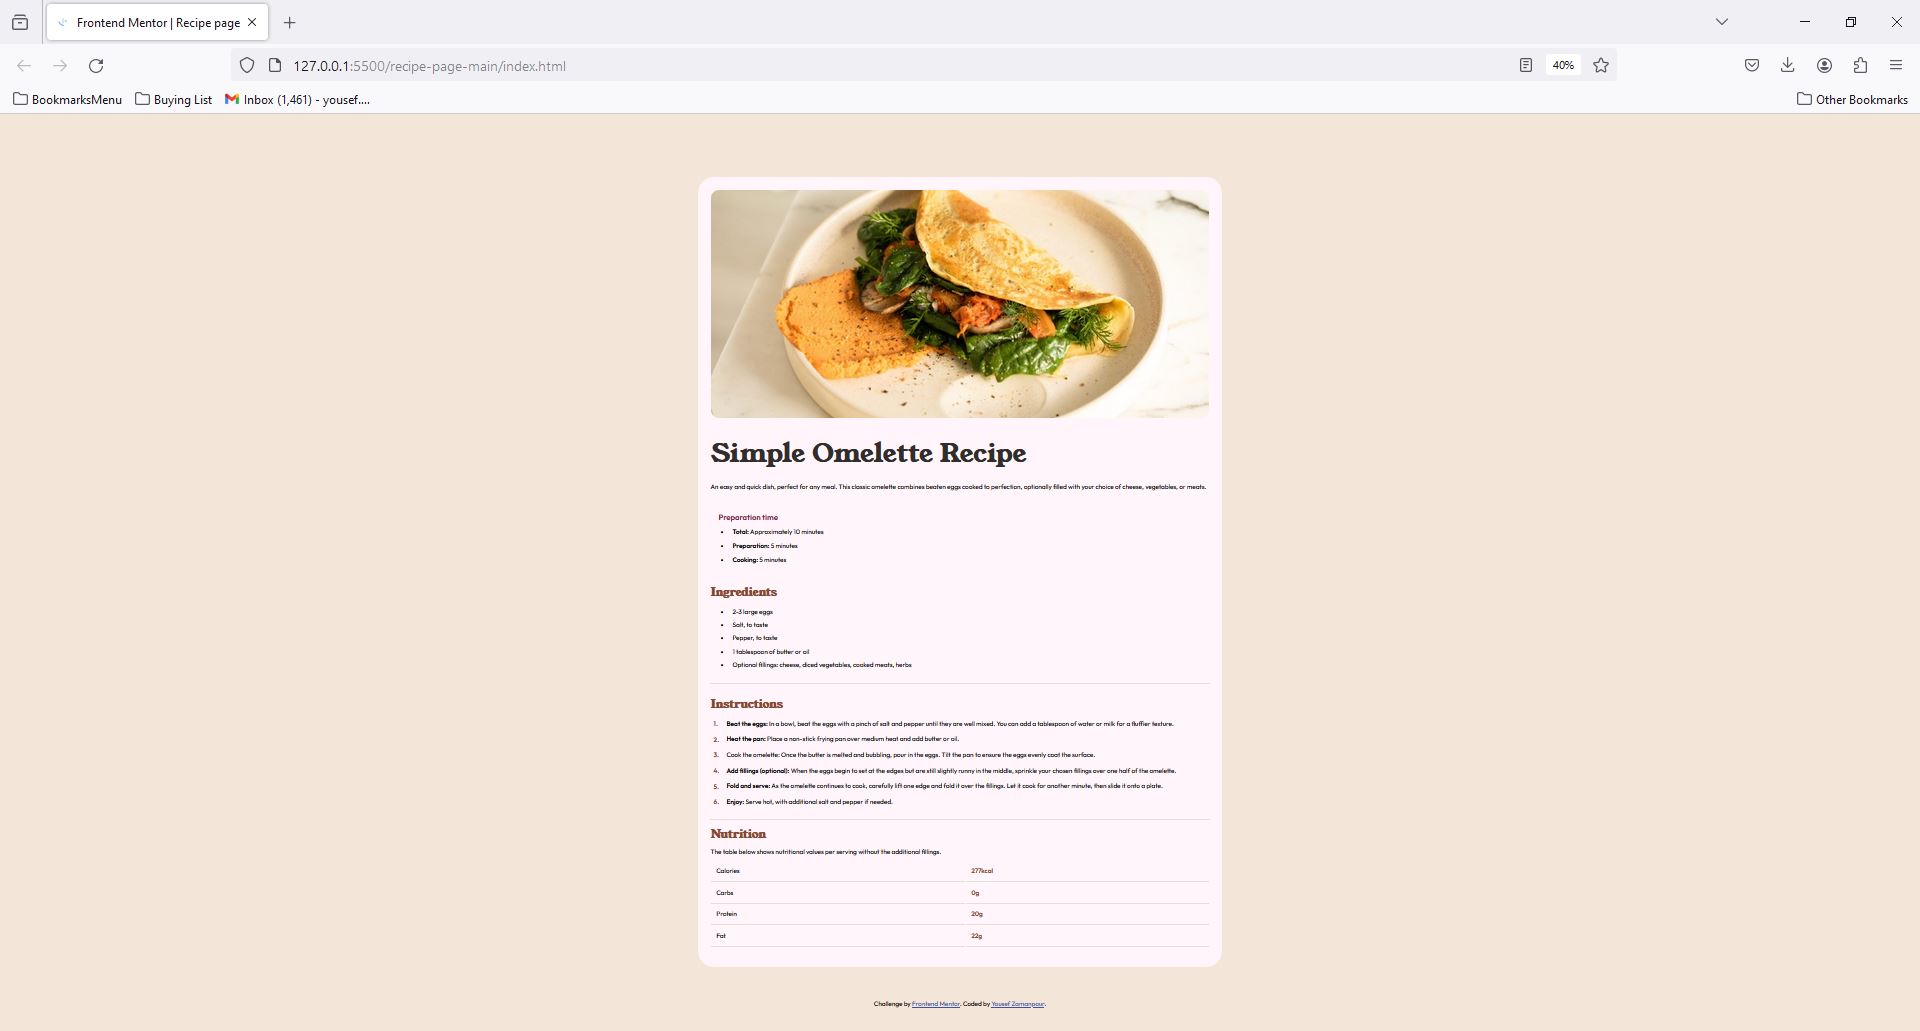 Frontend Mentor | Recipe page
127.0.0.1:5500/recipe-page-main/index.html
40%
BookmarksMenu
Buying List
Inbox (1,461) - yousef....
Other Bookmarks
Simple Omelette Recipe
An easy and quick dish, perfect for any meal. This classic omelette combines beaten eggs cooked to perfection, optionally filled with your choice of cheese, vegetables, or meats.
Preparation time
• Total: Approximately 10 minutes
• Preparation: 5 minutes
• Cooking: 5 minutes
Ingredients
• 2-3 large eggs
• Salt, to taste
• Pepper, to taste
• 1 tablespoon of butter or oil
• Optional fillings: cheese, diced vegetables, cooked meats, herbs
Instructions
1. Beat the eggs: In a bowl, beat the eggs with a pinch of salt and pepper until they are well mixed. You can add a tablespoon of water or milk for a fluffier texture.
2. Heat the pan: Place a non-stick frying pan over medium heat and add butter or oil.
3. Cook the omelette: Once the butter is melted and bubbling, pour in the eggs. Tilt the pan to ensure the eggs evenly coat the surface.
4. Add fillings (optional): When the eggs begin to set at the edges but are still slightly runny in the middle, sprinkle your chosen fillings over one half of the omelette.
5. Fold and serve: As the omelette continues to cook, carefully lift one edge and fold it over the fillings. Let it cook for another minute, then slide it onto a plate.
6. Enjoy: Serve hot, with additional salt and pepper if needed.
Nutrition
The table below shows nutritional values per serving without the additional fillings.
Calories 277kcal
Carbs 0g
Protein 20g
Fat 22g
Challenge by Frontend Mentor. Coded by Yousef Zamanpour.